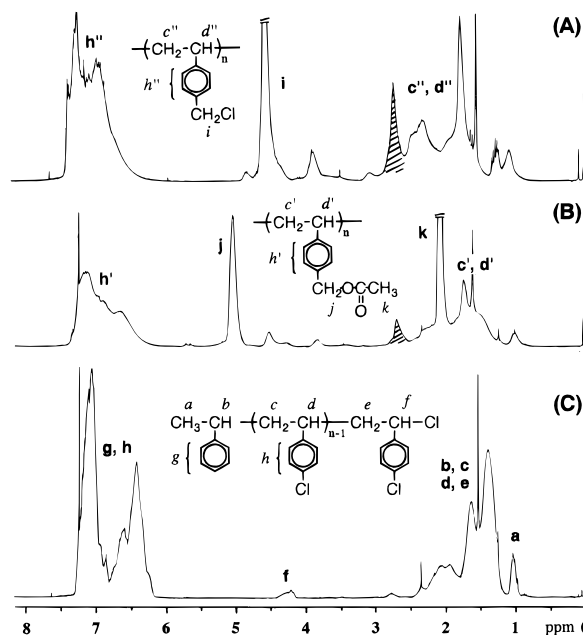 (A)
c" d"
(CH₂-CH)n
h" {
CH₂Cl
i
h"
i
c", d"
(B)
c' d'
(CH₂-CH)n
h' {
CH₂OCCH₃
O
j k
h'
j
k
c', d'
(C)
a b c d e f
CH₃-CH (CH₂-CH)n-1 CH₂-CH-Cl
g { h {
Cl Cl
g, h
f
b, c
d, e
a
8 7 6 5 4 3 2 1 ppm